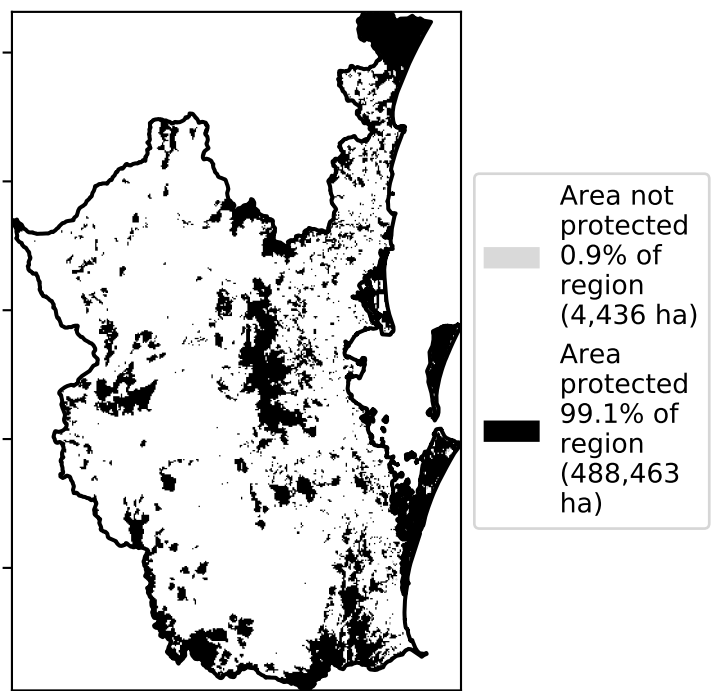 Area not
protected
0.9% of
region
(4,436 ha)
Area
protected
99.1% of
region
(488,463
ha)